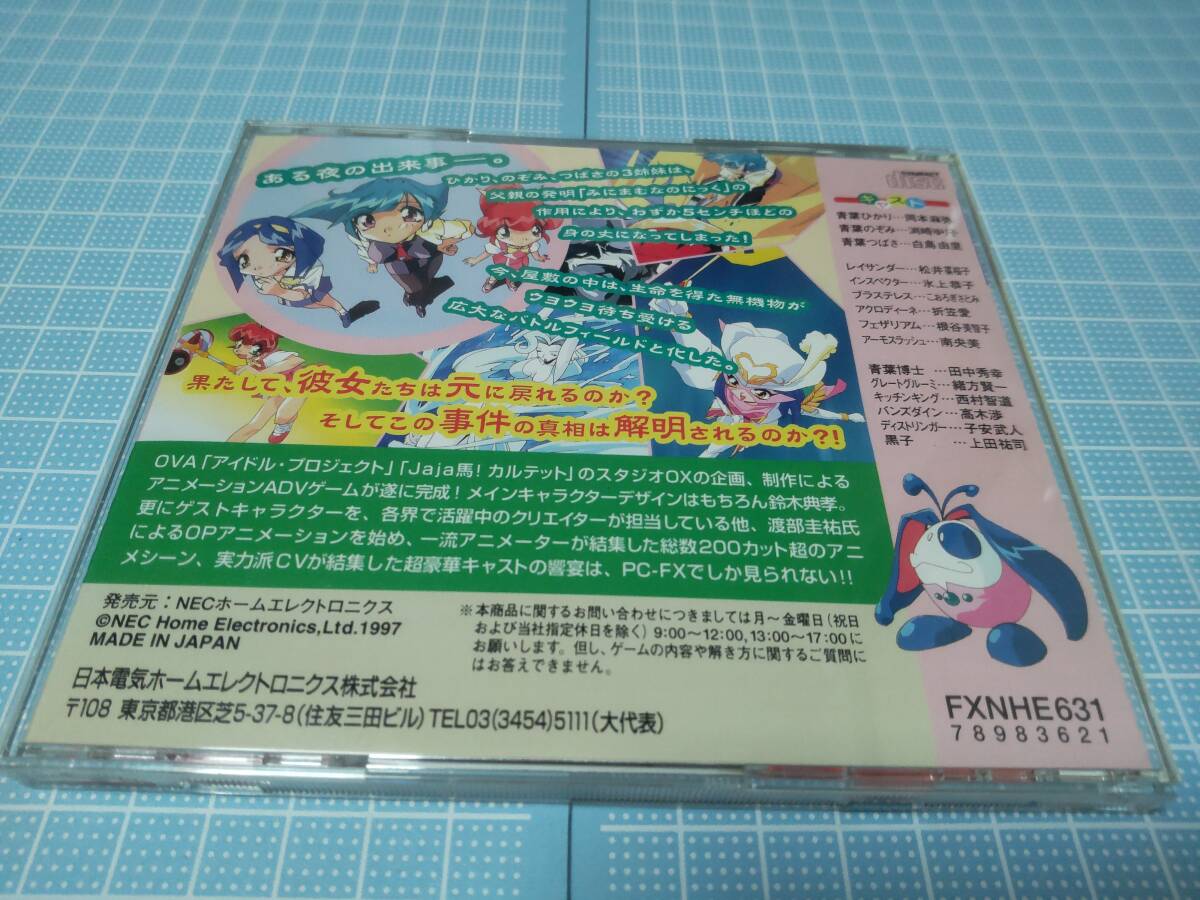 ある夜の出来事──。
ひかり、のぞみ、つばさの3姉妹は、
父親の発明「みにまむなのにっく」の
作用により、わずか5センチほどの
身の丈になってしまった!
今、屋敷の中は、生命を得た無機物が
ウヨウヨ待ち受ける
広大なバトルフィールドと化した。
果たして、彼女たちは元に戻れるのか?
そしてこの事件の真相は解明されるのか?!
OVA「アイドル・プロジェクト」「Jaja馬! カルテット」のスタジオOXの企画、制作による
アニメーションADVゲームが遂に完成! メインキャラクターデザインはもちろん鈴木典孝。
更にゲストキャラクターを、各界で活躍中のクリエイターが担当している他、渡部圭祐氏
によるOPアニメーションを始め、一流アニメーターが結集した総数200カット超のアニ
メシーン、実力派CVが結集した超豪華キャストの響宴は、PC-FXでしか見られない!!
発売元:NECホームエレクトロニクス
©NEC Home Electronics,Ltd.1997
MADE IN JAPAN
※本商品に関するお問い合わせにつきましては月〜金曜日(祝日
および当社指定休日を除く) 9:00〜12:00,13:00〜17:00に
お願いします。但し、ゲームの内容や解き方に関するご質問に
はお答えできません。
日本電気ホームエレクトロニクス株式会社
〒108 東京都港区芝5-37-8(住友三田ビル) TEL03(3454)5111(大代表)
COMPACT
DISC
キャスト
青葉ひかり…岡本麻弥
青葉のぞみ…
青葉つばさ…白鳥由里
レイサンダー…松井菜桜子
インスペクター…水上恭子
プラステレス…こおろぎさとみ
アクロディーネ…折笠愛
フェザリアム…根谷美智子
アーモスラッシュ…南央美
青葉博士…田中秀幸
グレートグルーミ…緒方賢一
キッチンキング…西村智道
バンズダイン…高木渉
ディストリンガー…子安武人
黒子…上田祐司
FXNHE631
78983621